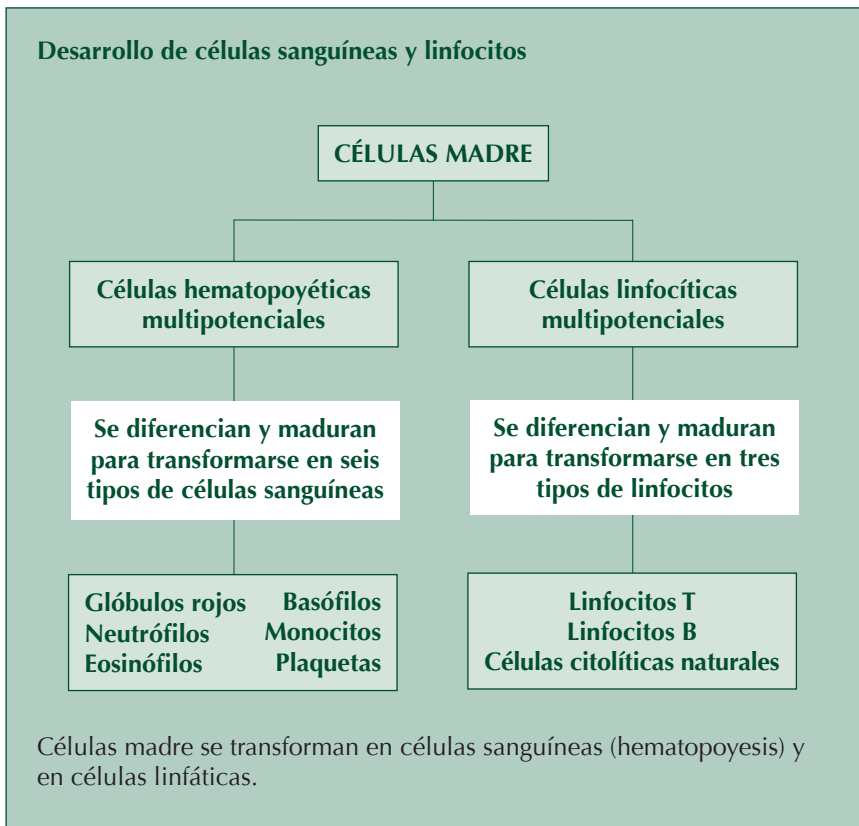 Desarrollo de células sanguíneas y linfocitos
CÉLULAS MADRE
Células hematopoyéticas
multipotenciales
Células linfocíticas
multipotenciales
Se diferencian y maduran
para transformarse en seis
tipos de células sanguíneas
Se diferencian y maduran
para transformarse en tres
tipos de linfocitos
Glóbulos rojos Basófilos
Neutrófilos Monocitos
Eosinófilos Plaquetas
Linfocitos T
Linfocitos B
Células citolíticas naturales
Células madre se transforman en células sanguíneas (hematopoyesis) y
en células linfáticas.